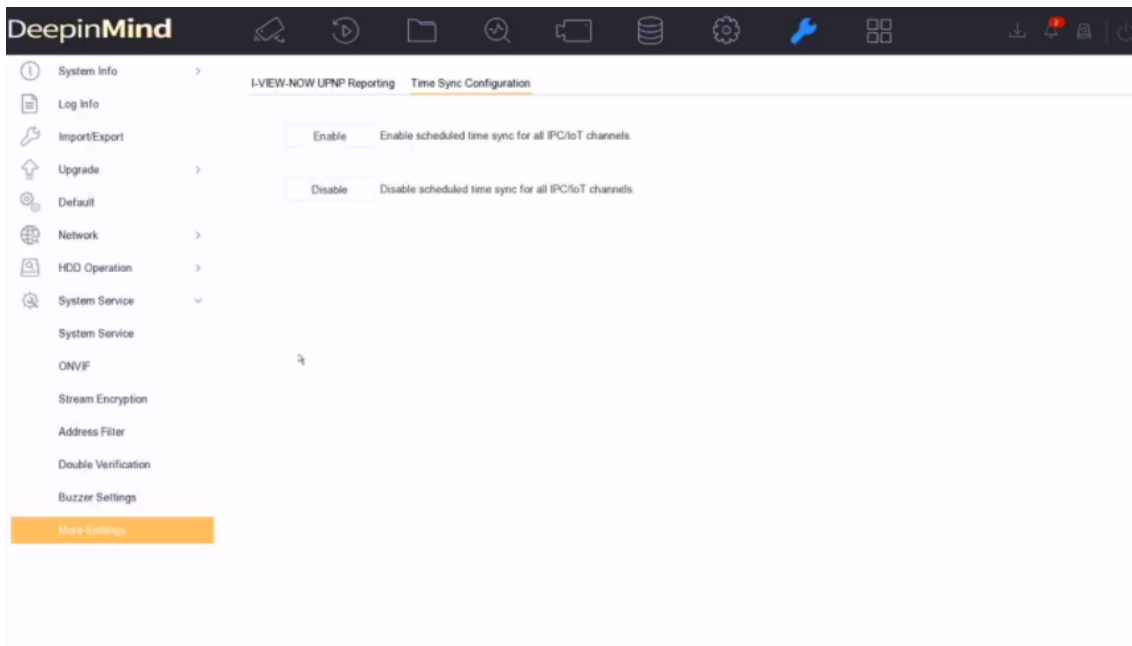 DeepinMind
2
System Info
Log Info
Import/Export
Upgrade
Default
Network
HDD Operation
System Service
System Service
ONVIF
Stream Encryption
Address Filter
Double Verification
Buzzer Settings
More Settings
I-VIEW-NOW UPNP Reporting Time Sync Configuration
Enable Enable scheduled time sync for all IPC/IoT channels.
Disable Disable scheduled time sync for all IPC/IoT channels.